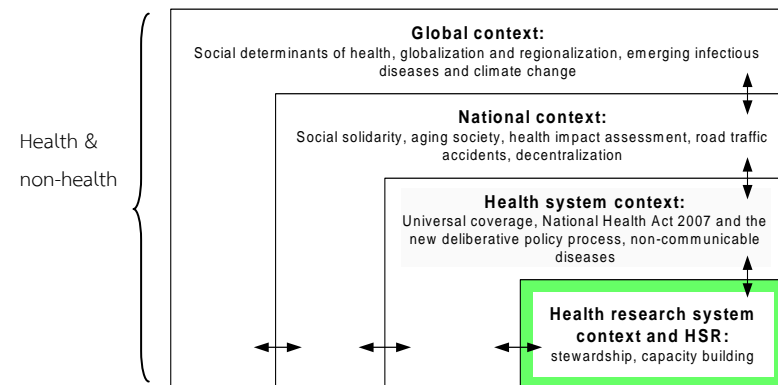 Global context:
Social determinants of health, globalization and regionalization, emerging infectious
diseases and climate change
Health &
non-health
National context:
Social solidarity, aging society, health impact assessment, road traffic
accidents, decentralization
Health system context:
Universal coverage, National Health Act 2007 and the
new deliberative policy process, non-communicable
diseases
Health research system
context and HSR:
stewardship, capacity building